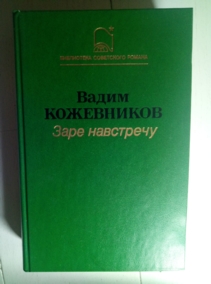 БИБЛИОТЕКА СОВЕТСКОГО РОМАНА
Вадим
КОЖЕВНИКОВ
Заре навстречу